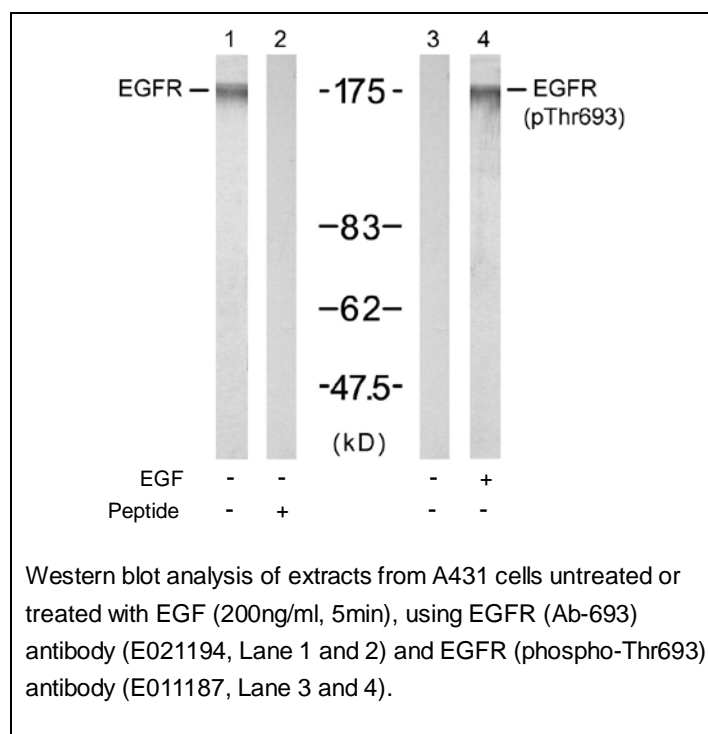 1 2 3 4
EGFR – -175- – EGFR
(pThr693)
–83–
–62–
-47.5-
(kD)
EGF - - - +
Peptide - + - -
Western blot analysis of extracts from A431 cells untreated or
treated with EGF (200ng/ml, 5min), using EGFR (Ab-693)
antibody (E021194, Lane 1 and 2) and EGFR (phospho-Thr693)
antibody (E011187, Lane 3 and 4).